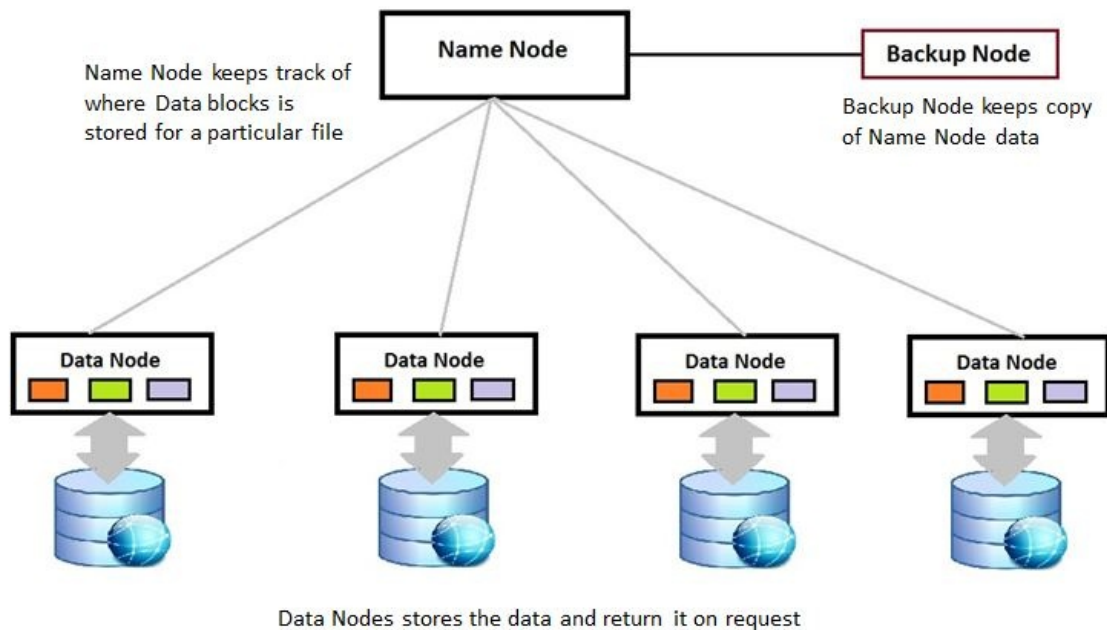 Name Node
Backup Node
Name Node keeps track of
where Data blocks is
stored for a particular file
Backup Node keeps copy
of Name Node data
Data Node
Data Node
Data Node
Data Node
Data Nodes stores the data and return it on request